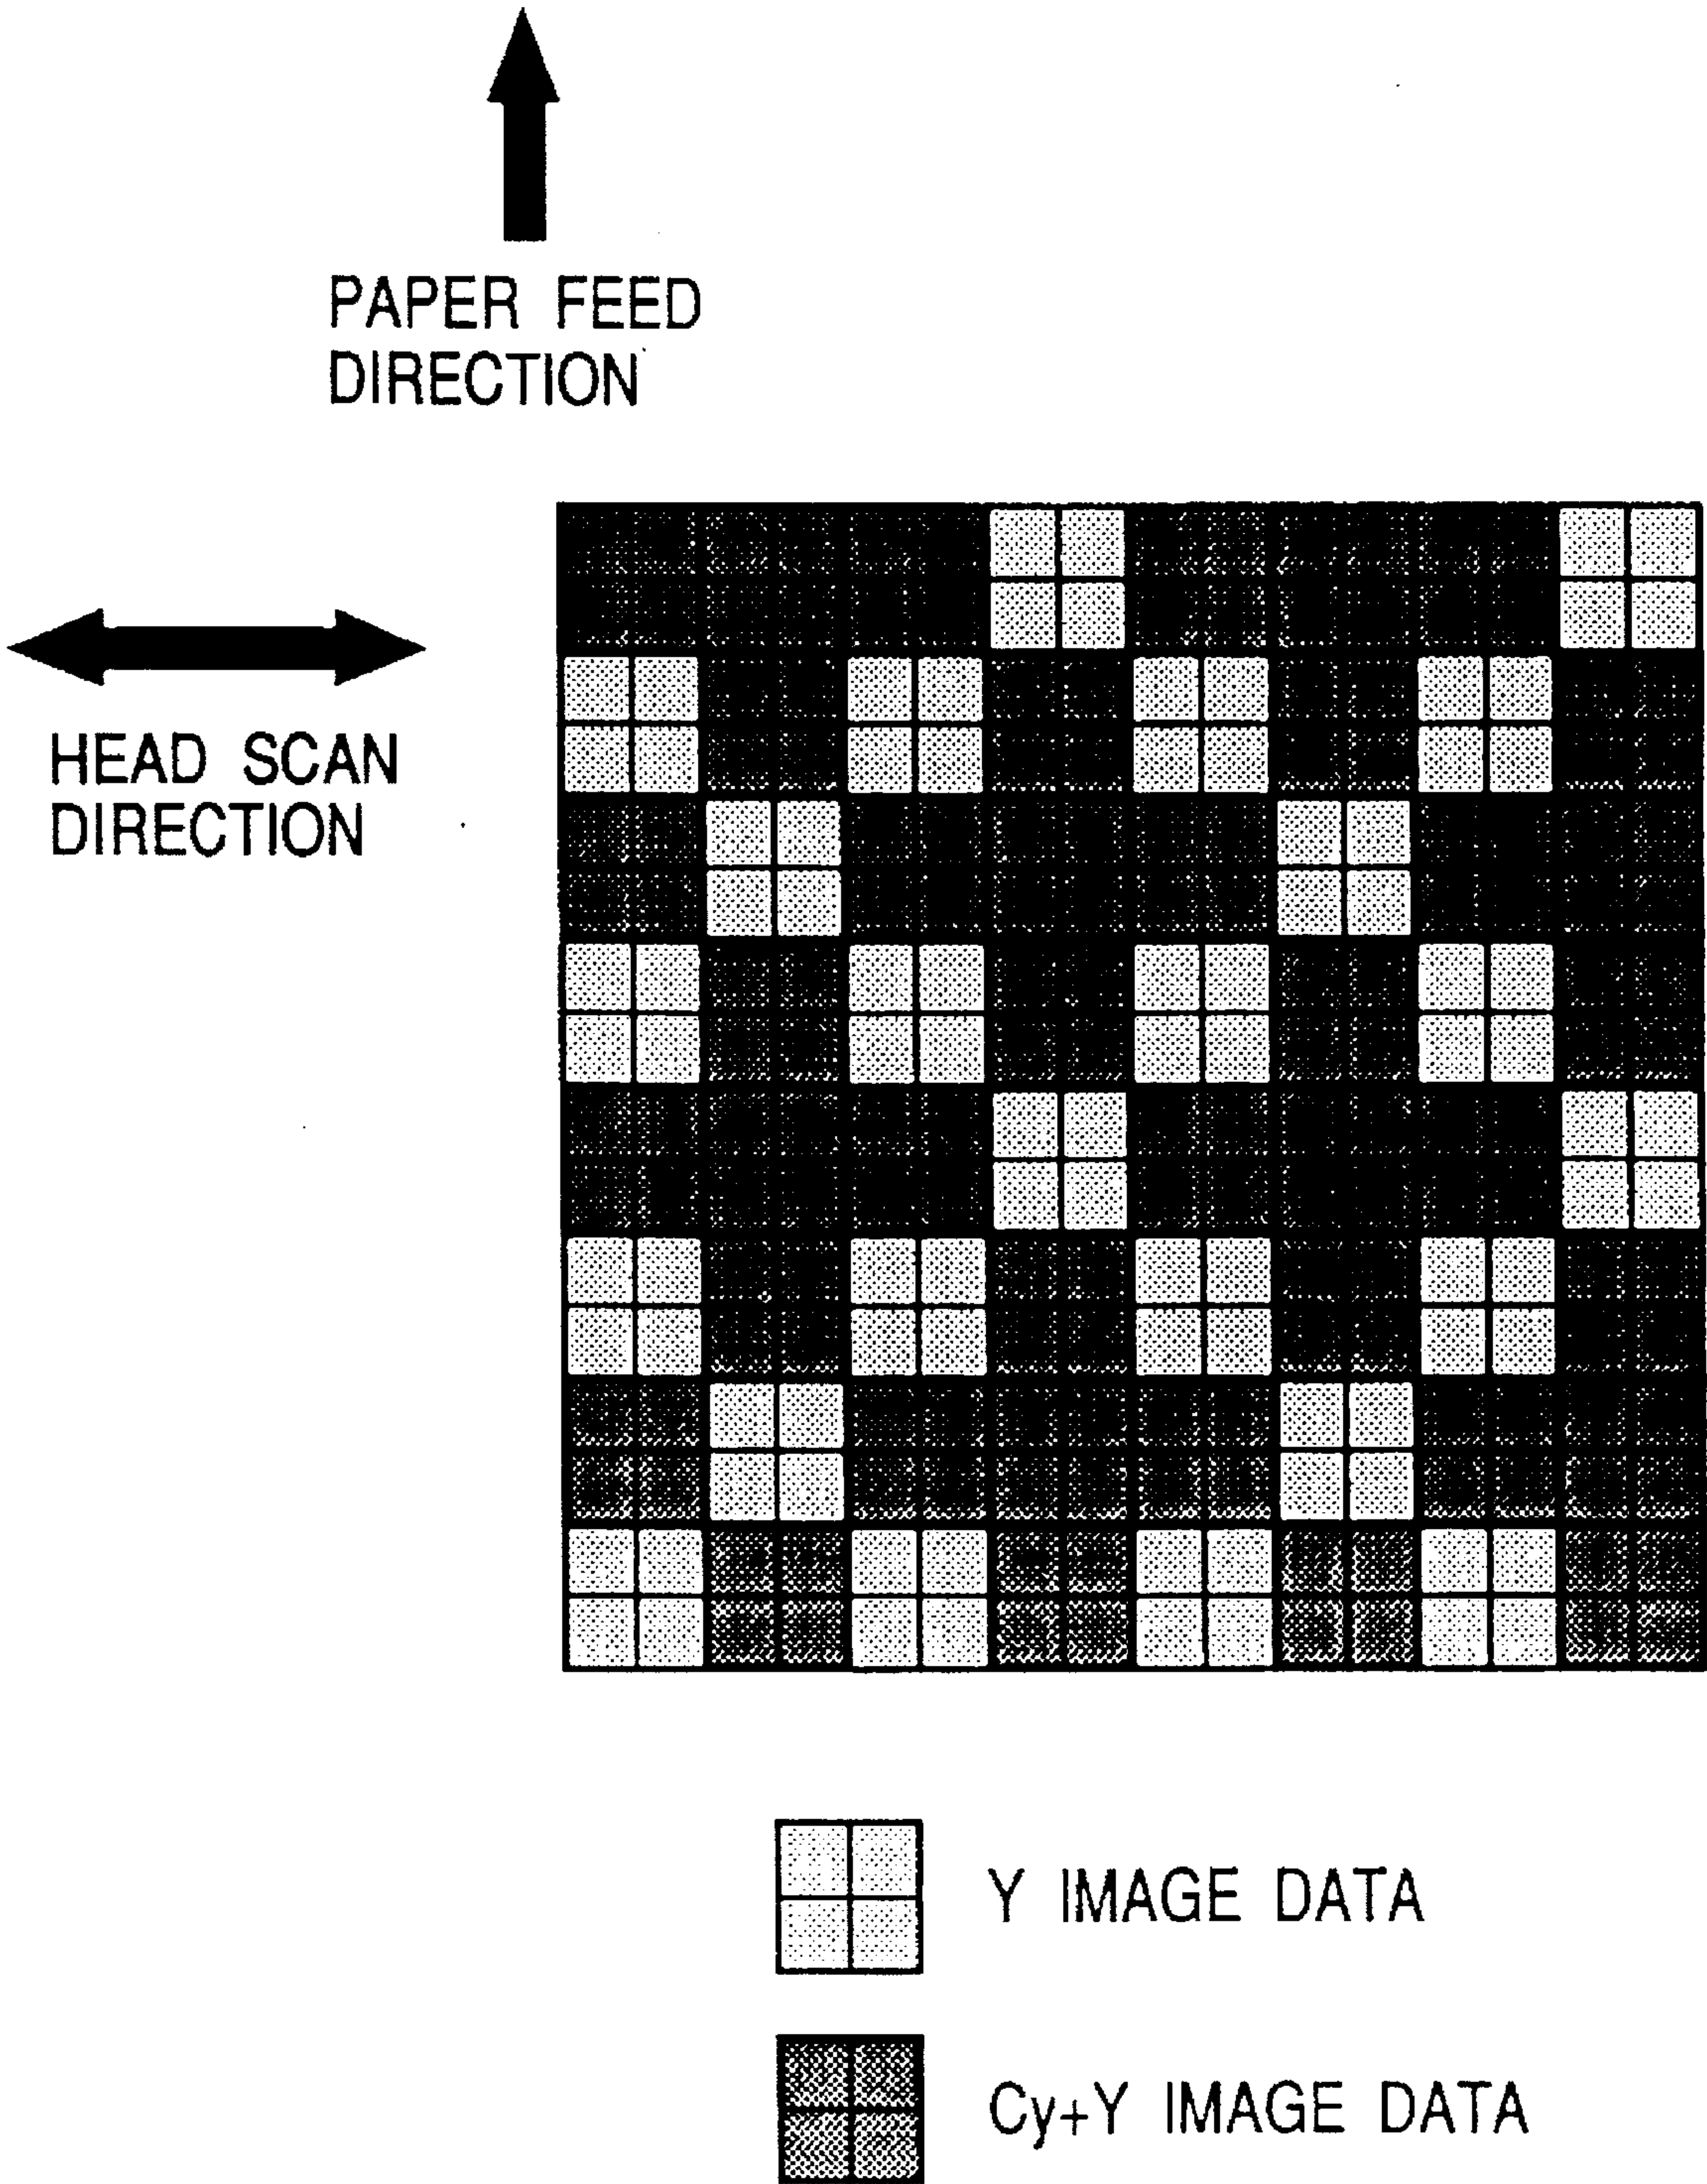 PAPER FEED
DIRECTION
HEAD SCAN
DIRECTION
Y IMAGE DATA
Cy+Y IMAGE DATA